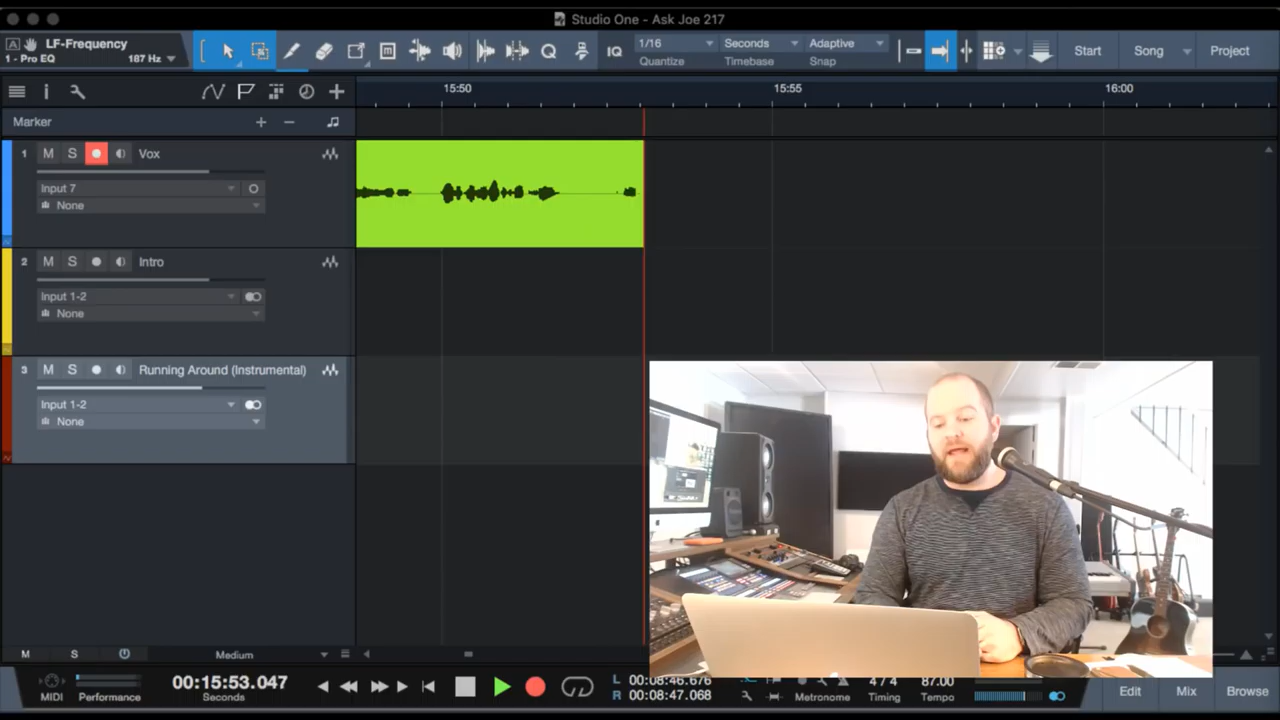 Studio One - Ask Joe 217
A LF-Frequency
1 - Pro EQ 187 Hz
IQ
1/16 Seconds Adaptive
Quantize Timebase Snap
Start Song Project
15:50 15:55 16:00
Marker
1 M S Vox
Input 7
None
2 M S Intro
Input 1-2
None
3 M S Running Around (Instrumental)
Input 1-2
None
M S Medium
MIDI Performance
00:15:53.047
Seconds
L 00:08:46.676
R 00:08:47.068
Metronome
4 / 4
Timing
87.00
Tempo
Edit Mix Browse